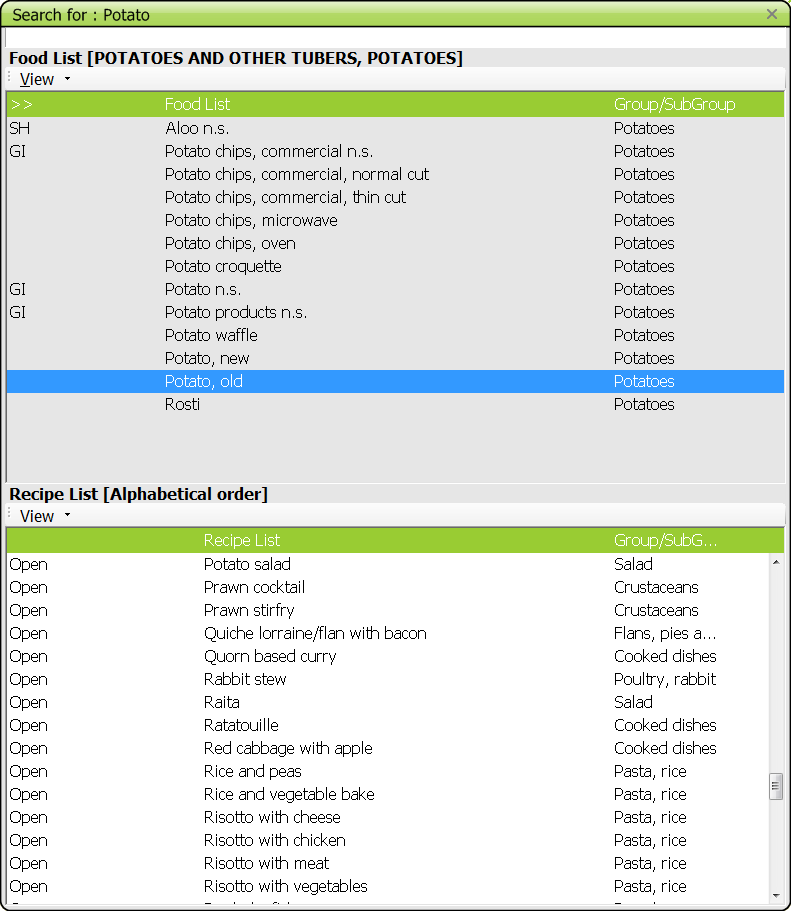 Search for : Potato
Food List [POTATOES AND OTHER TUBERS, POTATOES]
View
>> Food List Group/SubGroup
SH Aloo n.s. Potatoes
GI Potato chips, commercial n.s. Potatoes
Potato chips, commercial, normal cut Potatoes
Potato chips, commercial, thin cut Potatoes
Potato chips, microwave Potatoes
Potato chips, oven Potatoes
Potato croquette Potatoes
GI Potato n.s. Potatoes
GI Potato products n.s. Potatoes
Potato waffle Potatoes
Potato, new Potatoes
Potato, old Potatoes
Rosti Potatoes
Recipe List [Alphabetical order]
View
Recipe List Group/SubG...
Open Potato salad Salad
Open Prawn cocktail Crustaceans
Open Prawn stirfry Crustaceans
Open Quiche lorraine/flan with bacon Flans, pies a...
Open Quorn based curry Cooked dishes
Open Rabbit stew Poultry, rabbit
Open Raita Salad
Open Ratatouille Cooked dishes
Open Red cabbage with apple Cooked dishes
Open Rice and peas Pasta, rice
Open Rice and vegetable bake Pasta, rice
Open Risotto with cheese Pasta, rice
Open Risotto with chicken Pasta, rice
Open Risotto with meat Pasta, rice
Open Risotto with vegetables Pasta, rice